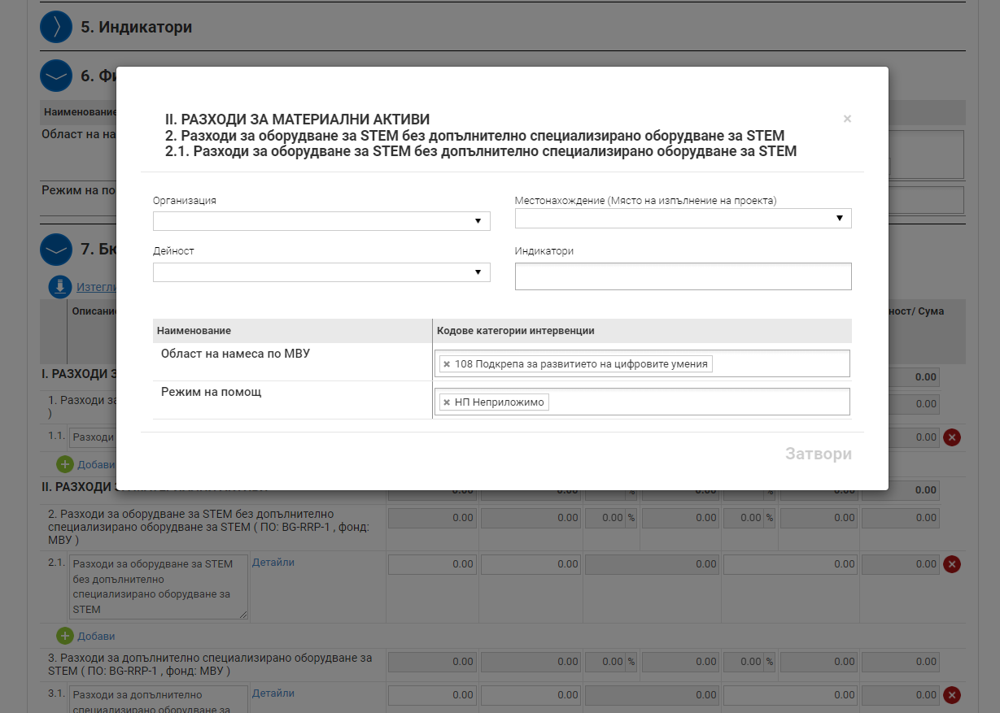 5. Индикатори
6. Фи
Наименование
Област на на
Режим на по
7. Бю
Изтегли
Описание
ност/ Сума
II. РАЗХОДИ ЗА МАТЕРИАЛНИ АКТИВИ
×
2. Разходи за оборудване за STEM без допълнително специализирано оборудване за STEM
2.1. Разходи за оборудване за STEM без допълнително специализирано оборудване за STEM
Организация
Местонахождение (Място на изпълнение на проекта)
Дейност
Индикатори
Наименование Кодове категории интервенции
Област на намеса по МВУ
× 108 Подкрепа за развитието на цифровите умения
Режим на помощ
× НП Неприложимо
Затвори
I. РАЗХОДИ З 0.00
1. Разходи за 0.00
)
1.1. Разходи 0.00
Добави
II. РАЗХОДИ ЗА МАТЕРИАЛНИ АКТИВИ 0.00 0.00 % 0.00 % 0.00 0.00
2. Разходи за оборудване за STEM без допълнително 0.00 0.00 0.00 % 0.00 0.00 % 0.00 0.00
специализирано оборудване за STEM ( ПО: BG-RRP-1 , фонд:
МВУ )
2.1. Разходи за оборудване за STEM Детайли 0.00 0.00 0.00 0.00 0.00
без допълнително
специализирано оборудване за
STEM
Добави
3. Разходи за допълнително специализирано оборудване за 0.00 0.00 0.00 % 0.00 0.00 % 0.00 0.00
STEM ( ПО: BG-RRP-1 , фонд: МВУ )
3.1. Разходи за допълнително Детайли 0.00 0.00 0.00 0.00 0.00
специализирано оборудване за